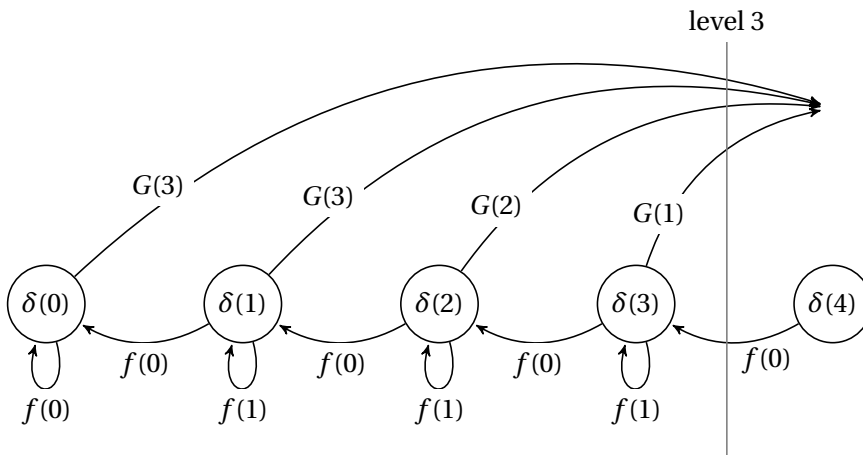 level 3
G(3)
G(3)
G(2)
G(1)
δ(0) δ(1) δ(2) δ(3) δ(4)
f(0) f(0) f(0) f(0)
f(0) f(1) f(1) f(1)